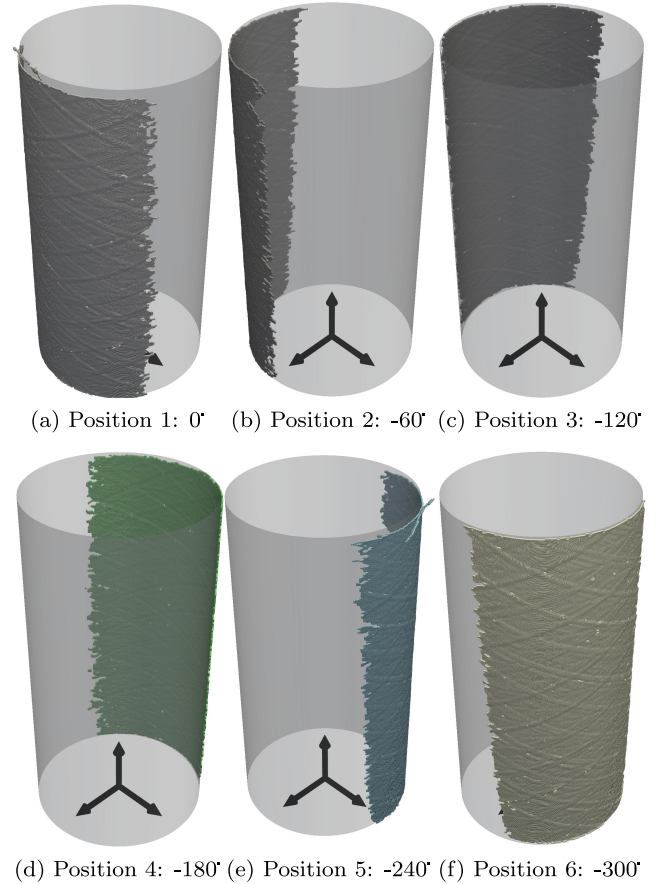 (a) Position 1: 0° (b) Position 2: -60° (c) Position 3: -120°
(d) Position 4: -180° (e) Position 5: -240° (f) Position 6: -300°